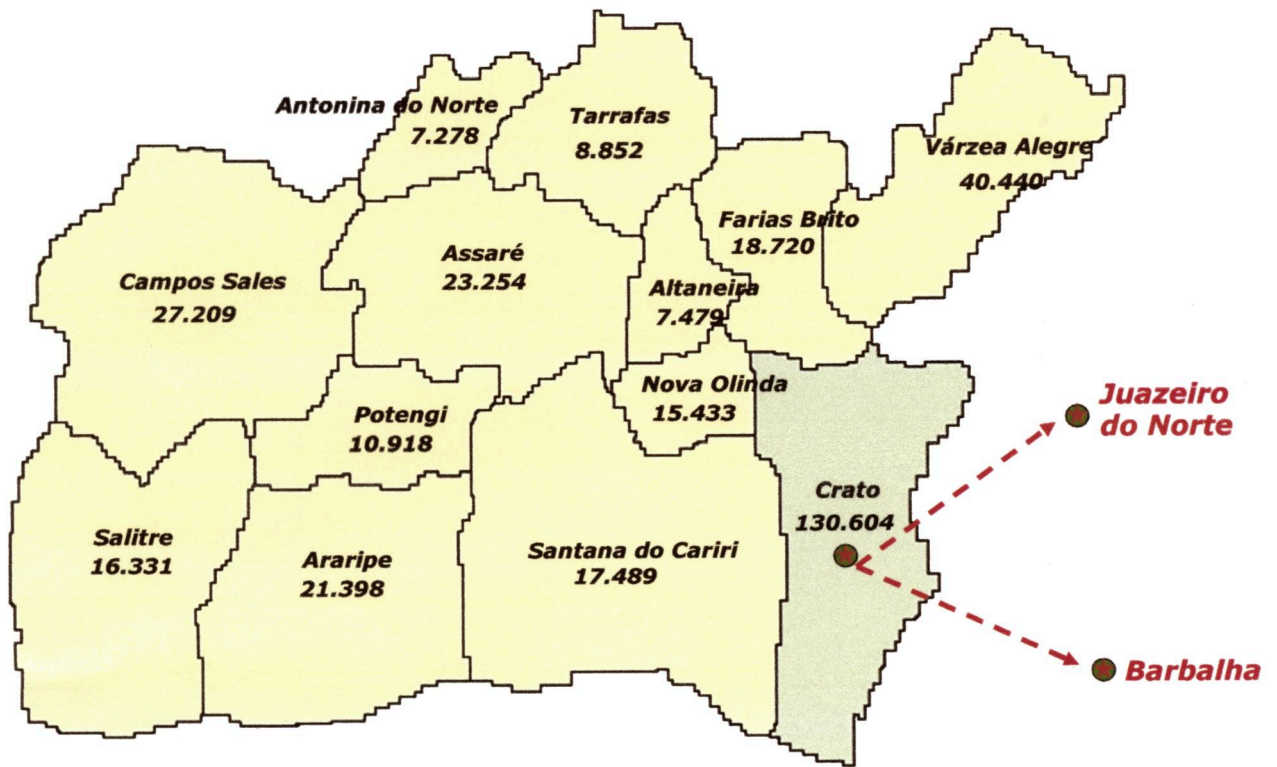 Antonina do Norte
7.278
Tarrafas
8.852
Várzea Alegre
40.440
Farias Brito
18.720
Assaré
23.254
Campos Sales
27.209
Altaneira
7.479
Nova Olinda
15.433
Potengi
10.918
Juazeiro
do Norte
Crato
130.604
Salitre
16.331
Araripe
21.398
Santana do Cariri
17.489
Barbalha